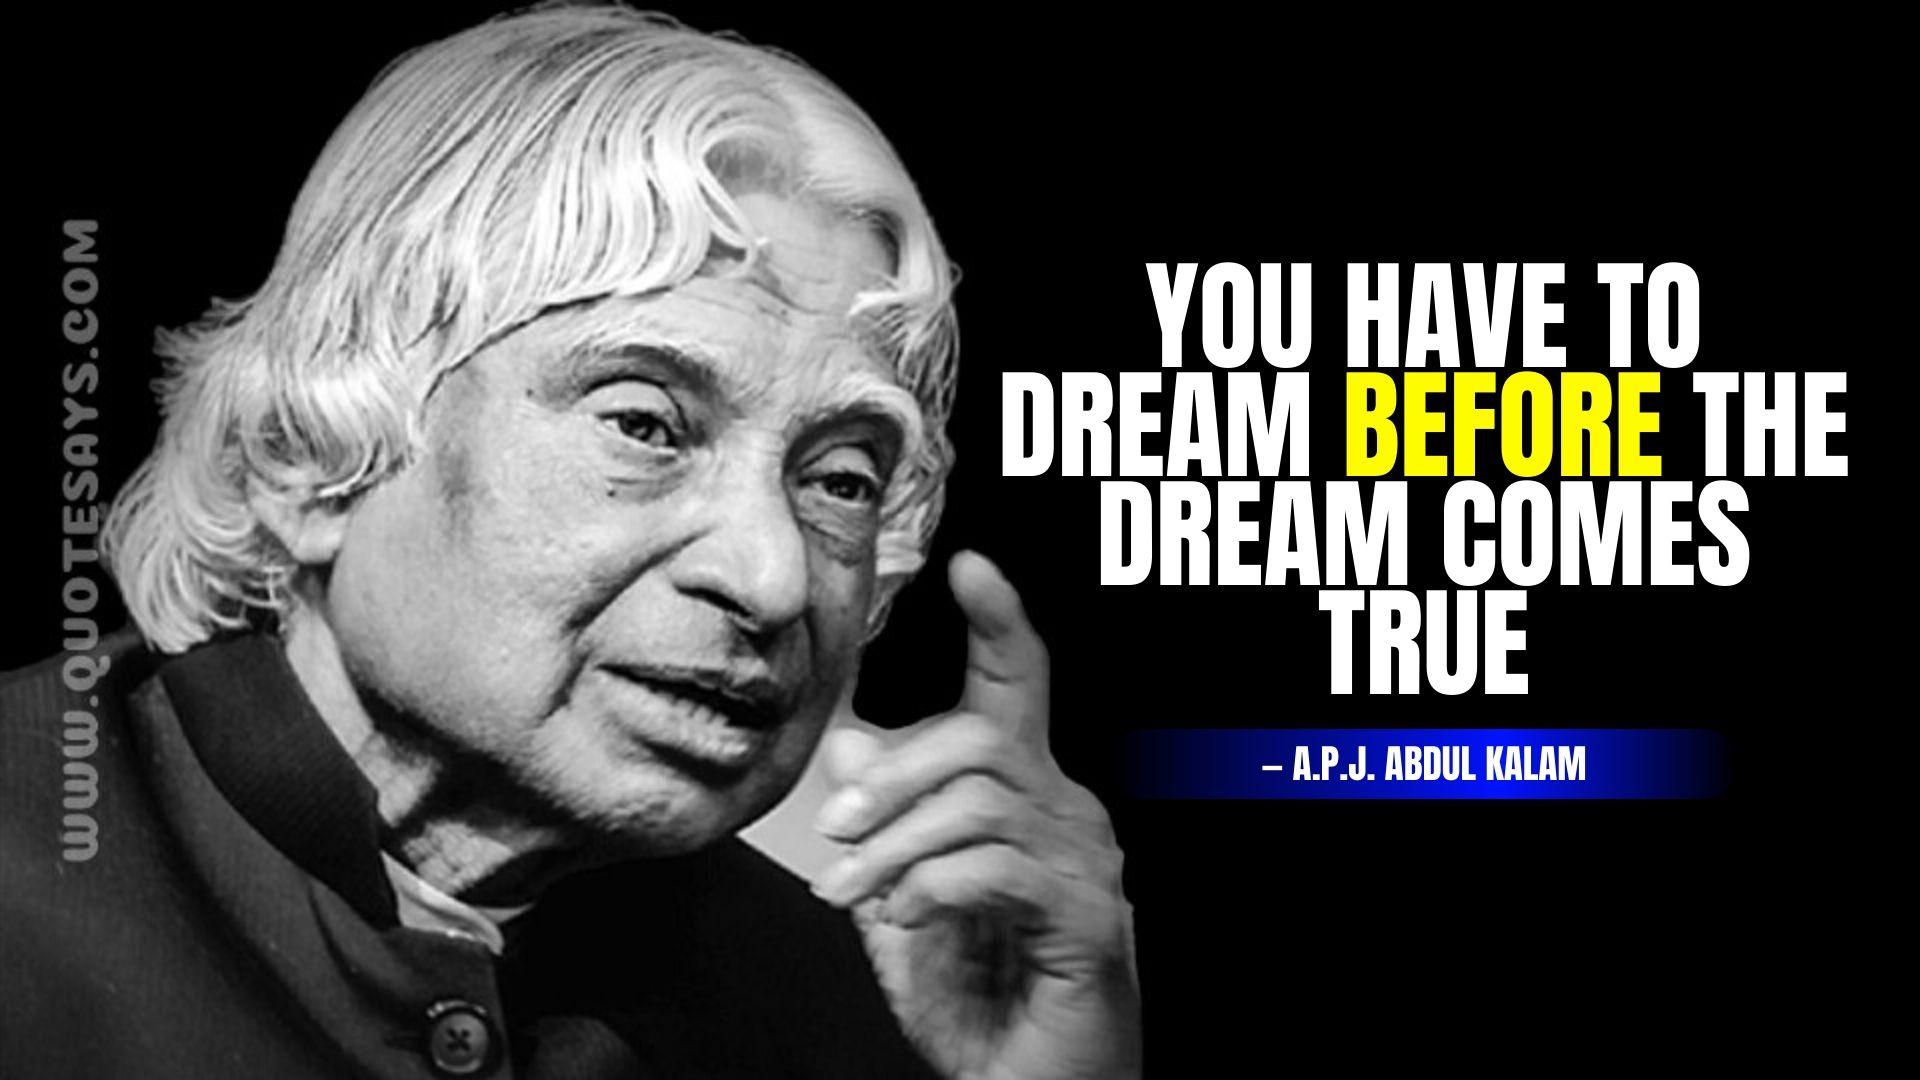 WWW.QUOTESAYS.COM
YOU HAVE TO
DREAM BEFORE THE
DREAM COMES
TRUE
– A.P.J. ABDUL KALAM